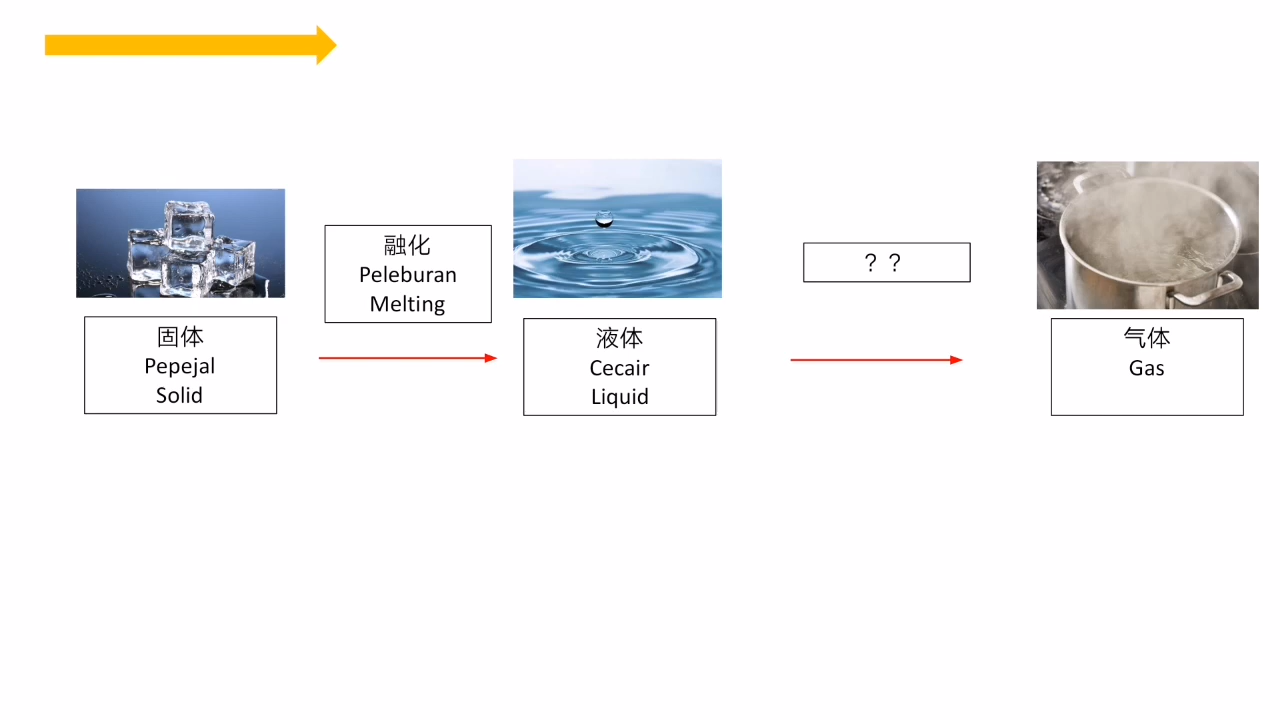 融化
Peleburan
Melting
？？
固体
Pepejal
Solid
液体
Cecair
Liquid
气体
Gas